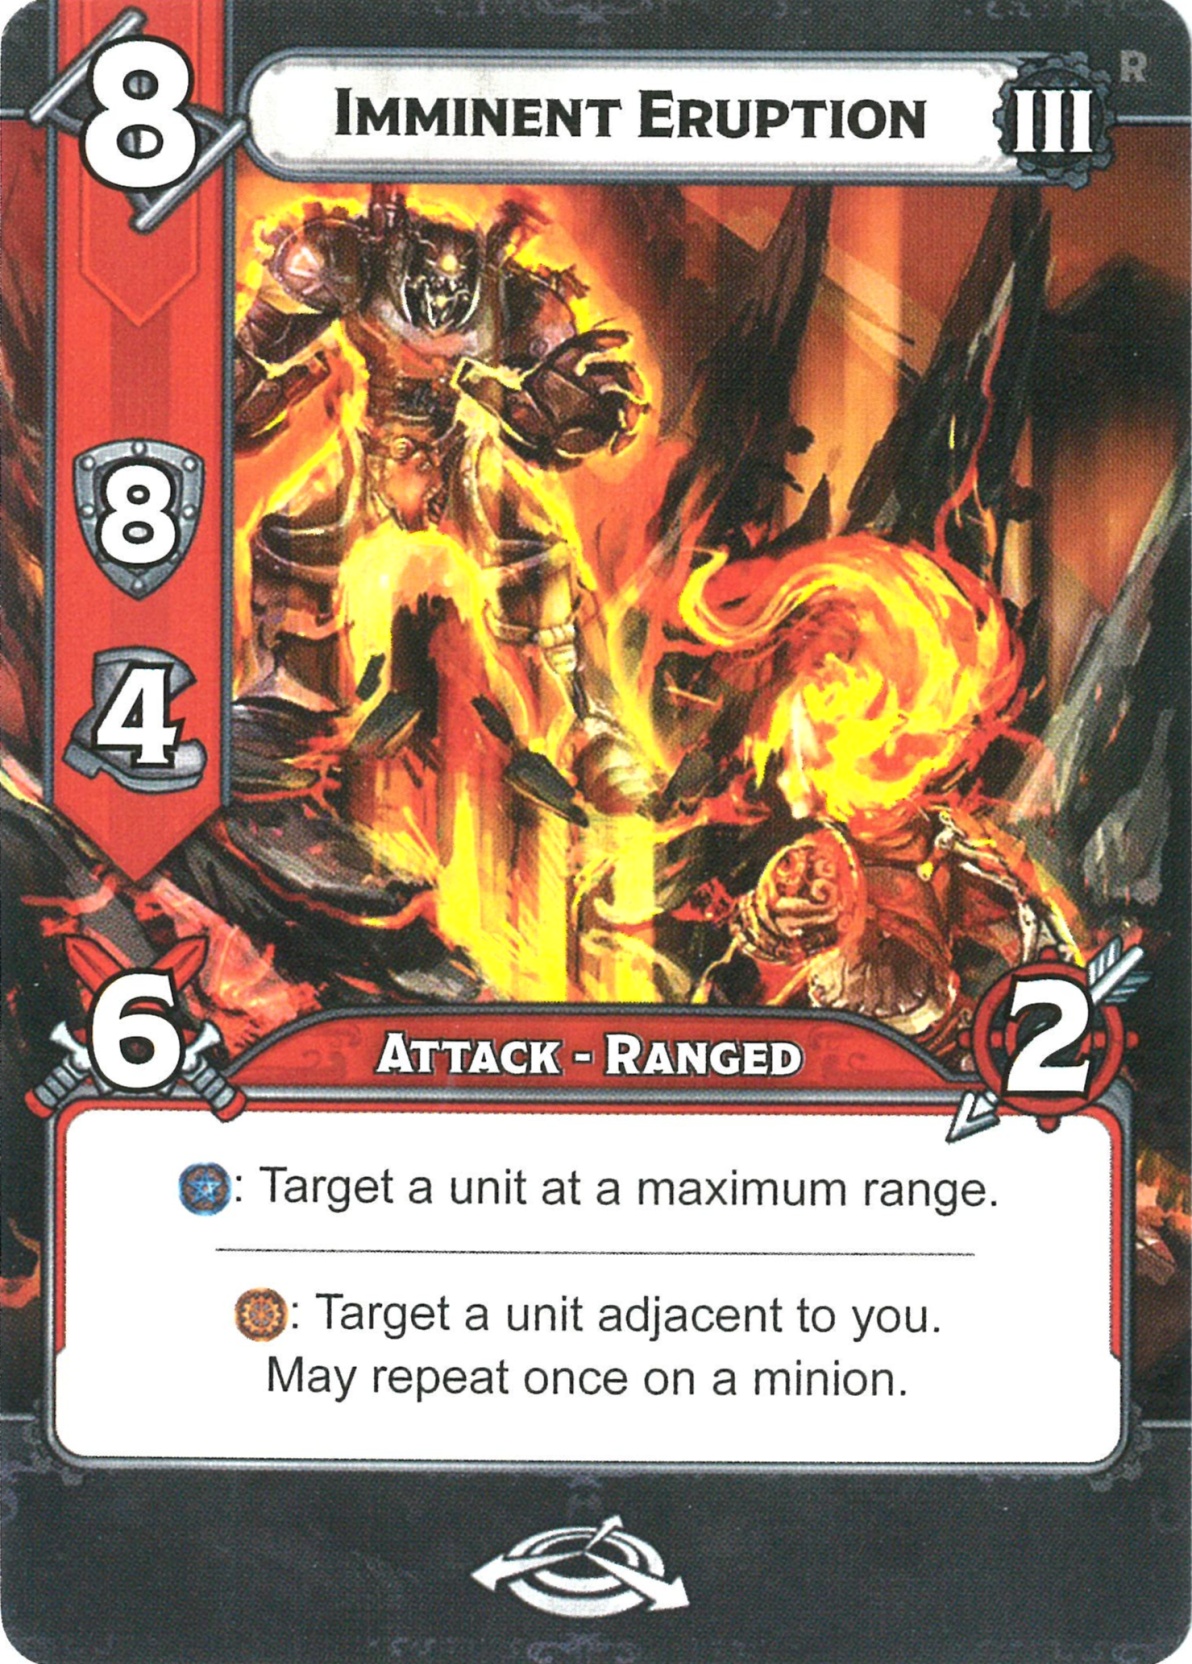 8
IMMINENT ERUPTION
III
R
8
4
6
ATTACK - RANGED
2
: Target a unit at a maximum range.
: Target a unit adjacent to you.
May repeat once on a minion.